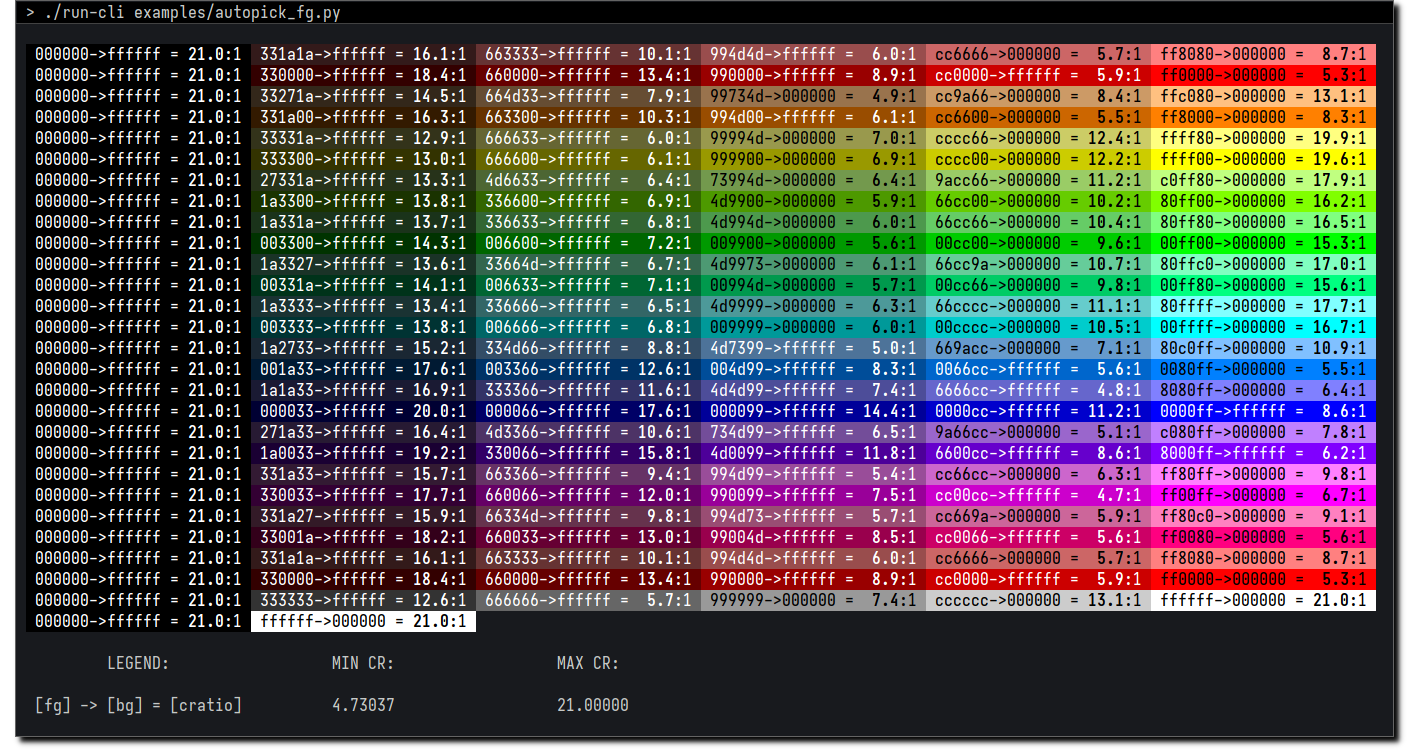 > ./run-cli examples/autopick_fg.py
000000->ffffff = 21.0:1 331a1a->ffffff = 16.1:1 663333->ffffff = 10.1:1 994d4d->ffffff = 6.0:1 cc6666->000000 = 5.7:1 ff8080->000000 = 8.7:1
000000->ffffff = 21.0:1 330000->ffffff = 18.4:1 660000->ffffff = 13.4:1 990000->ffffff = 8.9:1 cc0000->ffffff = 5.9:1 ff0000->000000 = 5.3:1
000000->ffffff = 21.0:1 33271a->ffffff = 14.5:1 664d33->ffffff = 7.9:1 99734d->000000 = 4.9:1 cc9a66->000000 = 8.4:1 ffc080->000000 = 13.1:1
000000->ffffff = 21.0:1 331a00->ffffff = 16.3:1 663300->ffffff = 10.3:1 994d00->ffffff = 6.1:1 cc6600->000000 = 5.5:1 ff8000->000000 = 8.3:1
000000->ffffff = 21.0:1 33331a->ffffff = 12.9:1 666633->ffffff = 6.0:1 99994d->000000 = 7.0:1 cccc66->000000 = 12.4:1 ffff80->000000 = 19.9:1
000000->ffffff = 21.0:1 333300->ffffff = 13.0:1 666600->ffffff = 6.1:1 999900->000000 = 6.9:1 cccc00->000000 = 12.2:1 ffff00->000000 = 19.6:1
000000->ffffff = 21.0:1 27331a->ffffff = 13.3:1 4d6633->ffffff = 6.4:1 73994d->000000 = 6.4:1 9acc66->000000 = 11.2:1 c0ff80->000000 = 17.9:1
000000->ffffff = 21.0:1 1a3300->ffffff = 13.8:1 336600->ffffff = 6.9:1 4d9900->000000 = 5.9:1 66cc00->000000 = 10.2:1 80ff00->000000 = 16.2:1
000000->ffffff = 21.0:1 1a331a->ffffff = 13.7:1 336633->ffffff = 6.8:1 4d994d->000000 = 6.0:1 66cc66->000000 = 10.4:1 80ff80->000000 = 16.5:1
000000->ffffff = 21.0:1 003300->ffffff = 14.3:1 006600->ffffff = 7.2:1 009900->000000 = 5.6:1 00cc00->000000 = 9.6:1 00ff00->000000 = 15.3:1
000000->ffffff = 21.0:1 1a3327->ffffff = 13.6:1 33664d->ffffff = 6.7:1 4d9973->000000 = 6.1:1 66cc9a->000000 = 10.7:1 80ffc0->000000 = 17.0:1
000000->ffffff = 21.0:1 00331a->ffffff = 14.1:1 006633->ffffff = 7.1:1 00994d->000000 = 5.7:1 00cc66->000000 = 9.8:1 00ff80->000000 = 15.6:1
000000->ffffff = 21.0:1 1a3333->ffffff = 13.4:1 336666->ffffff = 6.5:1 4d9999->000000 = 6.3:1 66cccc->000000 = 11.1:1 80ffff->000000 = 17.7:1
000000->ffffff = 21.0:1 003333->ffffff = 13.8:1 006666->ffffff = 6.8:1 009999->000000 = 6.0:1 00cccc->000000 = 10.5:1 00ffff->000000 = 16.7:1
000000->ffffff = 21.0:1 1a2733->ffffff = 15.2:1 334d66->ffffff = 8.8:1 4d7399->ffffff = 5.0:1 669acc->000000 = 7.1:1 80c0ff->000000 = 10.9:1
000000->ffffff = 21.0:1 001a33->ffffff = 17.6:1 003366->ffffff = 12.6:1 004d99->ffffff = 8.3:1 0066cc->ffffff = 5.6:1 0080ff->000000 = 5.5:1
000000->ffffff = 21.0:1 1a1a33->ffffff = 16.9:1 333366->ffffff = 11.6:1 4d4d99->ffffff = 7.4:1 6666cc->ffffff = 4.8:1 8080ff->000000 = 6.4:1
000000->ffffff = 21.0:1 000033->ffffff = 20.0:1 000066->ffffff = 17.6:1 000099->ffffff = 14.4:1 0000cc->ffffff = 11.2:1 0000ff->ffffff = 8.6:1
000000->ffffff = 21.0:1 271a33->ffffff = 16.4:1 4d3366->ffffff = 10.6:1 734d99->ffffff = 6.5:1 9a66cc->000000 = 5.1:1 c080ff->000000 = 7.8:1
000000->ffffff = 21.0:1 1a0033->ffffff = 19.2:1 330066->ffffff = 15.8:1 4d0099->ffffff = 11.8:1 6600cc->ffffff = 8.6:1 8000ff->ffffff = 6.2:1
000000->ffffff = 21.0:1 331a33->ffffff = 15.7:1 663366->ffffff = 9.4:1 994d99->ffffff = 5.4:1 cc66cc->000000 = 6.3:1 ff80ff->000000 = 9.8:1
000000->ffffff = 21.0:1 330033->ffffff = 17.7:1 660066->ffffff = 12.0:1 990099->ffffff = 7.5:1 cc00cc->ffffff = 4.7:1 ff00ff->000000 = 6.7:1
000000->ffffff = 21.0:1 331a27->ffffff = 15.9:1 66334d->ffffff = 9.8:1 994d73->ffffff = 5.7:1 cc669a->000000 = 5.9:1 ff80c0->000000 = 9.1:1
000000->ffffff = 21.0:1 33001a->ffffff = 18.2:1 660033->ffffff = 13.0:1 99004d->ffffff = 8.5:1 cc0066->ffffff = 5.6:1 ff0080->000000 = 5.6:1
000000->ffffff = 21.0:1 331a1a->ffffff = 16.1:1 663333->ffffff = 10.1:1 994d4d->ffffff = 6.0:1 cc6666->000000 = 5.7:1 ff8080->000000 = 8.7:1
000000->ffffff = 21.0:1 330000->ffffff = 18.4:1 660000->ffffff = 13.4:1 990000->ffffff = 8.9:1 cc0000->ffffff = 5.9:1 ff0000->000000 = 5.3:1
000000->ffffff = 21.0:1 333333->ffffff = 12.6:1 666666->ffffff = 5.7:1 999999->000000 = 7.4:1 cccccc->000000 = 13.1:1 ffffff->000000 = 21.0:1
000000->ffffff = 21.0:1 ffffff->000000 = 21.0:1
LEGEND: MIN CR: MAX CR:
[fg] -> [bg] = [cratio] 4.73037 21.00000